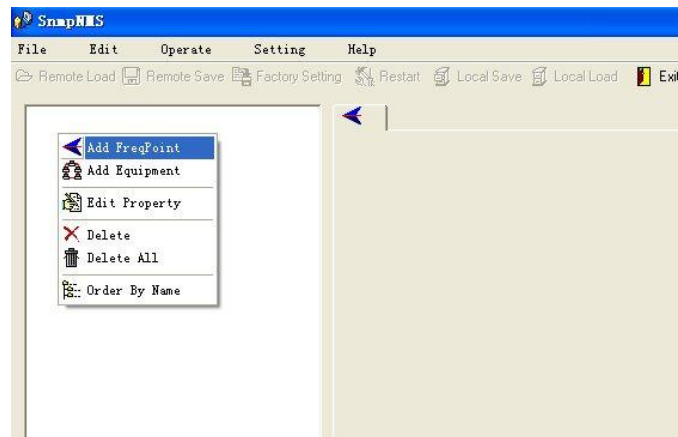 SnmpNMS
File Edit Operate Setting Help
Remote Load Remote Save Factory Setting Restart Local Save Local Load Exi
Add FreqPoint
Add Equipment
Edit Property
Delete
Delete All
Order By Name